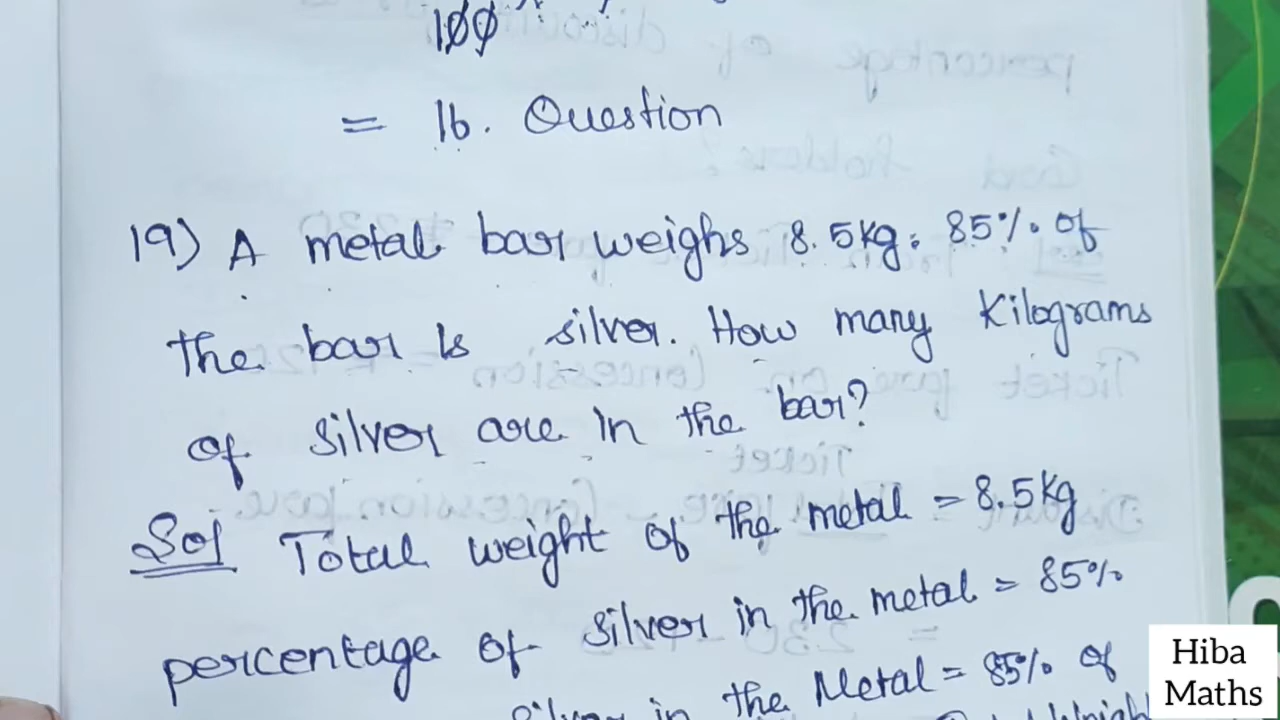 100
= 16. Question
19) A metal bar weighs 8.5kg. 85% of
the bar is silver. How many Kilograms
of silver are in the bar?
Sol Total weight of the metal = 8.5kg
percentage of silver in the metal = 85%
silver in the Metal = 85% of
Hiba
Maths